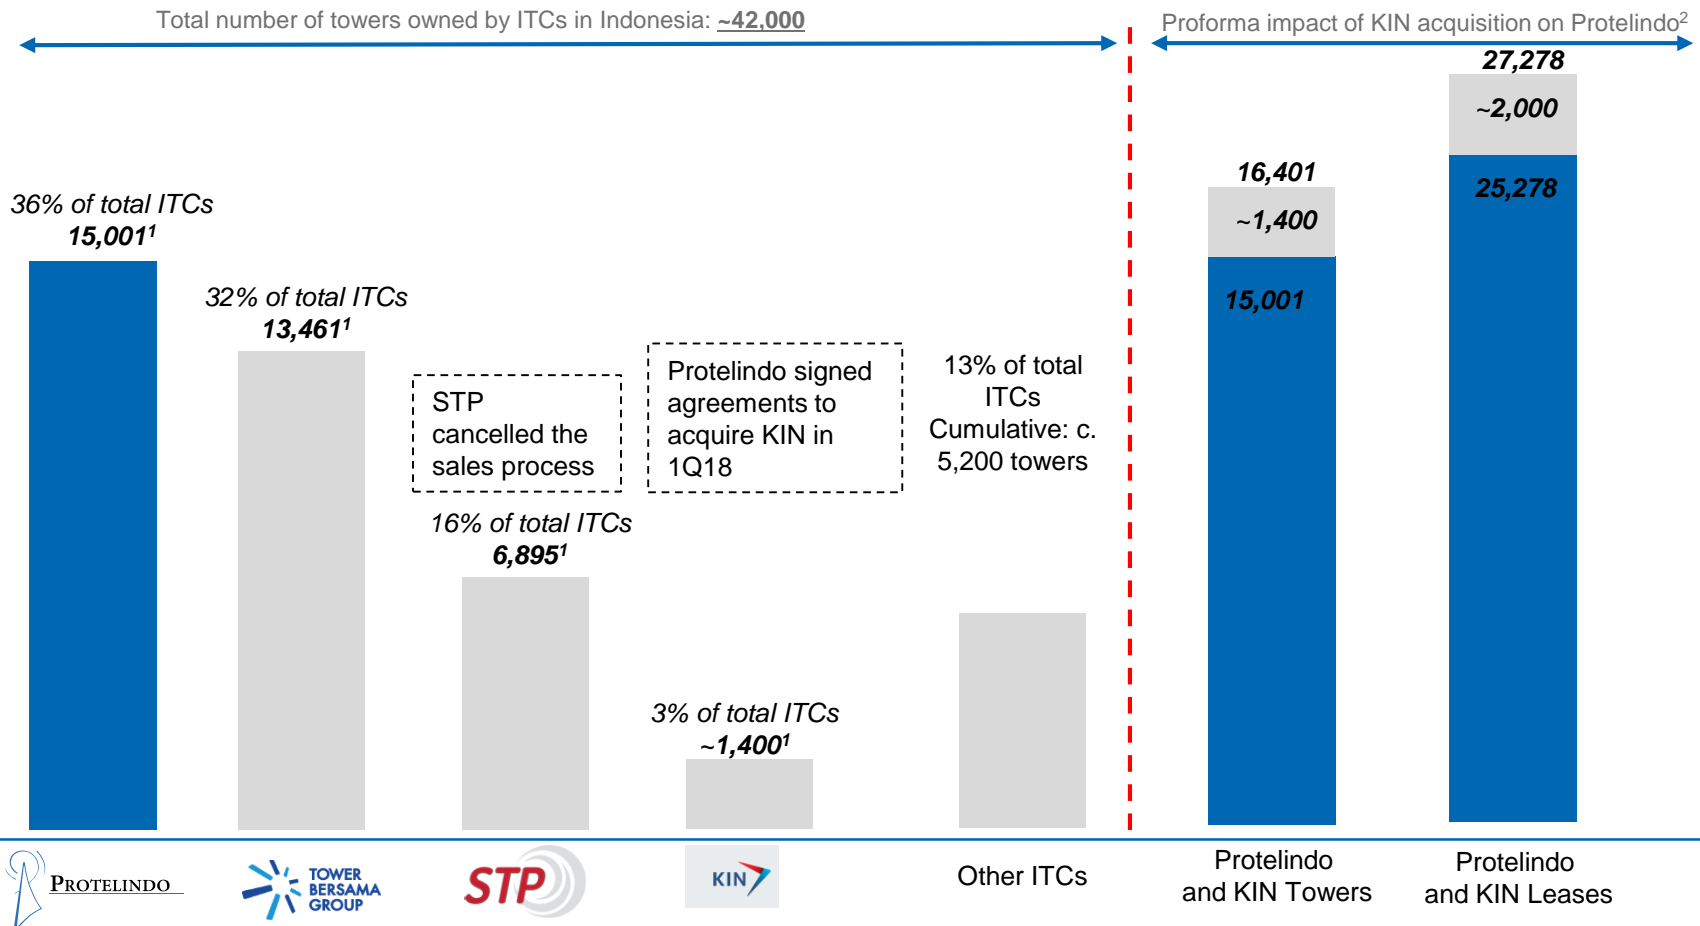 Total number of towers owned by ITCs in Indonesia: ~42,000
Proforma impact of KIN acquisition on Protelindo²
36% of total ITCs
15,001¹
32% of total ITCs
13,461¹
STP
cancelled the
sales process
16% of total ITCs
6,895¹
Protelindo signed
agreements to
acquire KIN in
1Q18
3% of total ITCs
~1,400¹
13% of total
ITCs
Cumulative: c.
5,200 towers
16,401
~1,400
15,001
27,278
~2,000
25,278
PROTELINDO
TOWER
BERSAMA
GROUP
STP
KIN
Other ITCs
Protelindo
and KIN Towers
Protelindo
and KIN Leases